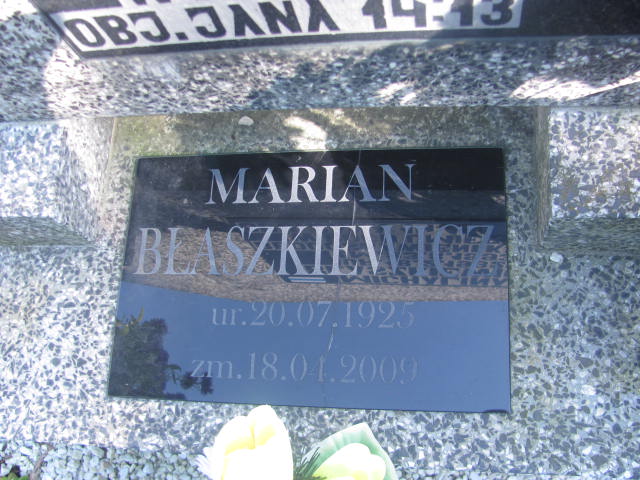 OBJ. JANA 14:13
MARIAN
BŁASZKIEWICZ
ur.20.07.1925
zm.18.04.2009